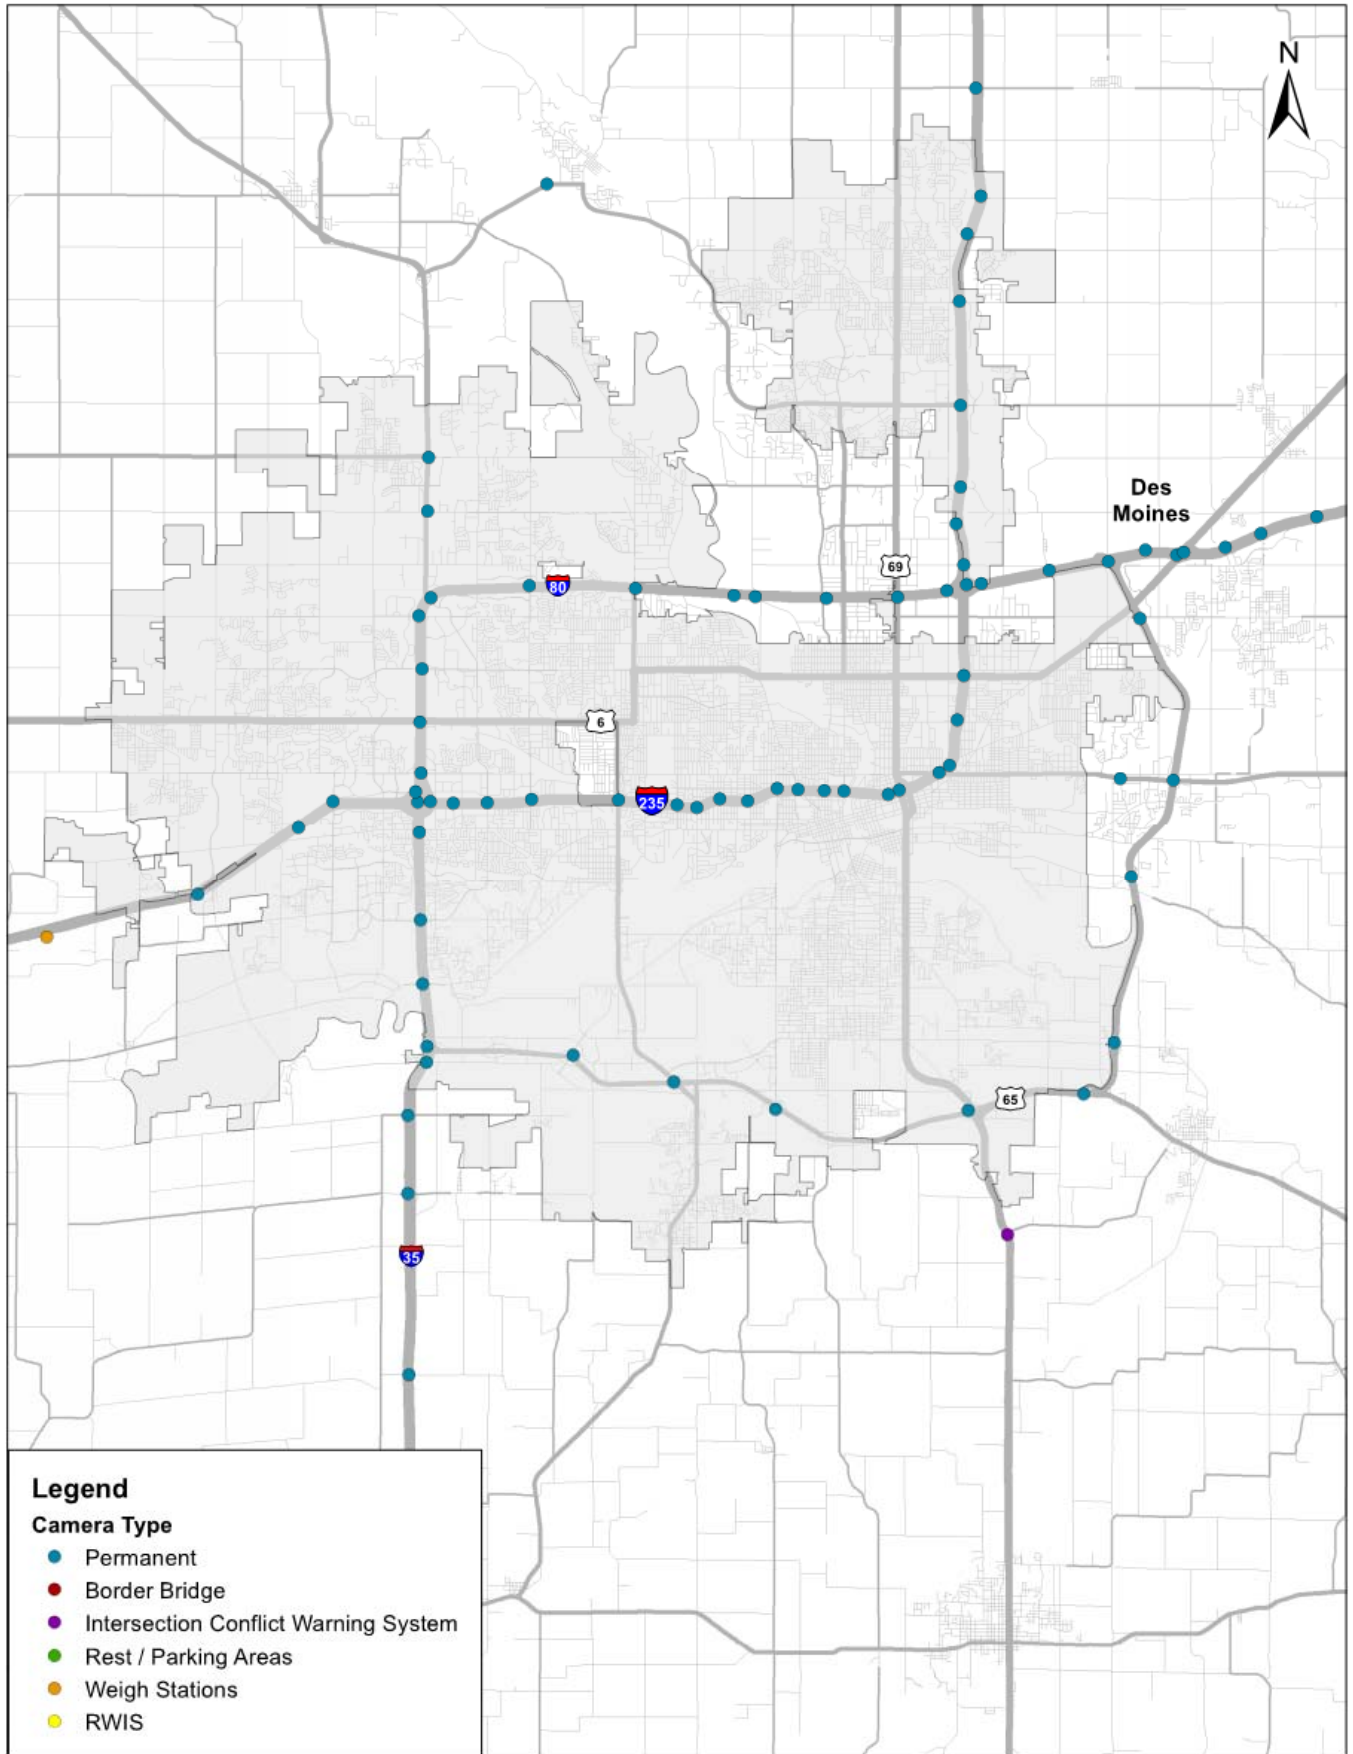 N
Des
Moines
69
80
6
235
65
35
Legend
Camera Type
Permanent
Border Bridge
Intersection Conflict Warning System
Rest / Parking Areas
Weigh Stations
RWIS